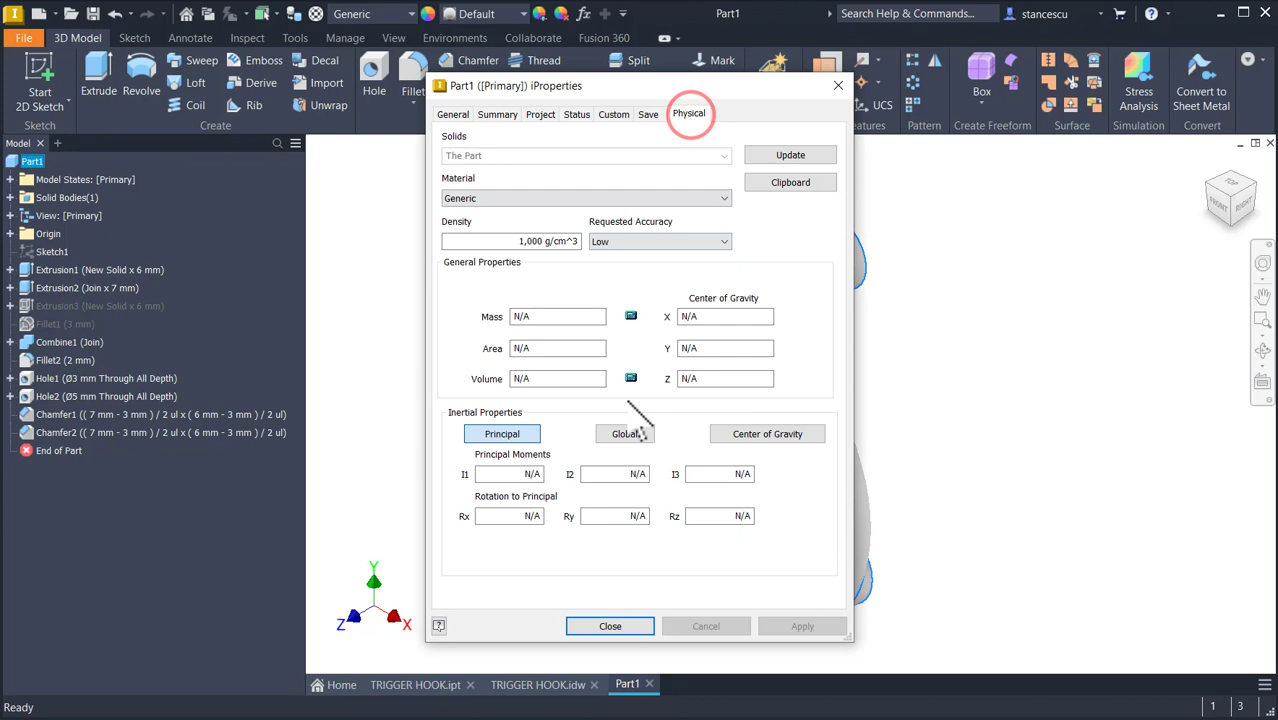 Generic
Default
Part1
Search Help & Commands...
stancescu
File
3D Model
Sketch
Annotate
Inspect
Tools
Manage
View
Environments
Collaborate
Fusion 360
Start
2D Sketch
Extrude
Revolve
Sweep
Loft
Coil
Emboss
Derive
Rib
Decal
Import
Unwrap
Hole
Fillet
Chamfer
Thread
Split
Mark
UCS
Box
Stress
Analysis
Convert to
Sheet Metal
Sketch
Create
Pattern
Create Freeform
Surface
Simulation
Convert
Model
Part1
Model States: [Primary]
Solid Bodies(1)
View: [Primary]
Origin
Sketch1
Extrusion1 (New Solid x 6 mm)
Extrusion2 (Join x 7 mm)
Extrusion3 (New Solid x 6 mm)
Fillet1 (3 mm)
Combine1 (Join)
Fillet2 (2 mm)
Hole1 (Ø3 mm Through All Depth)
Hole2 (Ø5 mm Through All Depth)
Chamfer1 (( 7 mm - 3 mm ) / 2 ul x ( 6 mm - 3 mm ) / 2 ul)
Chamfer2 (( 7 mm - 3 mm ) / 2 ul x ( 6 mm - 3 mm ) / 2 ul)
End of Part
Part1 ([Primary]) iProperties
General
Summary
Project
Status
Custom
Save
Physical
Solids
The Part
Update
Material
Clipboard
Generic
Density
Requested Accuracy
1,000 g/cm^3
Low
General Properties
Center of Gravity
Mass N/A X N/A
Area N/A Y N/A
Volume N/A Z N/A
Inertial Properties
Principal
Global
Center of Gravity
Principal Moments
I1 N/A I2 N/A I3 N/A
Rotation to Principal
Rx N/A Ry N/A Rz N/A
Close
Cancel
Apply
TOP
FRONT
RIGHT
Y
Z
X
Home
TRIGGER HOOK.ipt
TRIGGER HOOK.idw
Part1
Ready
1
3